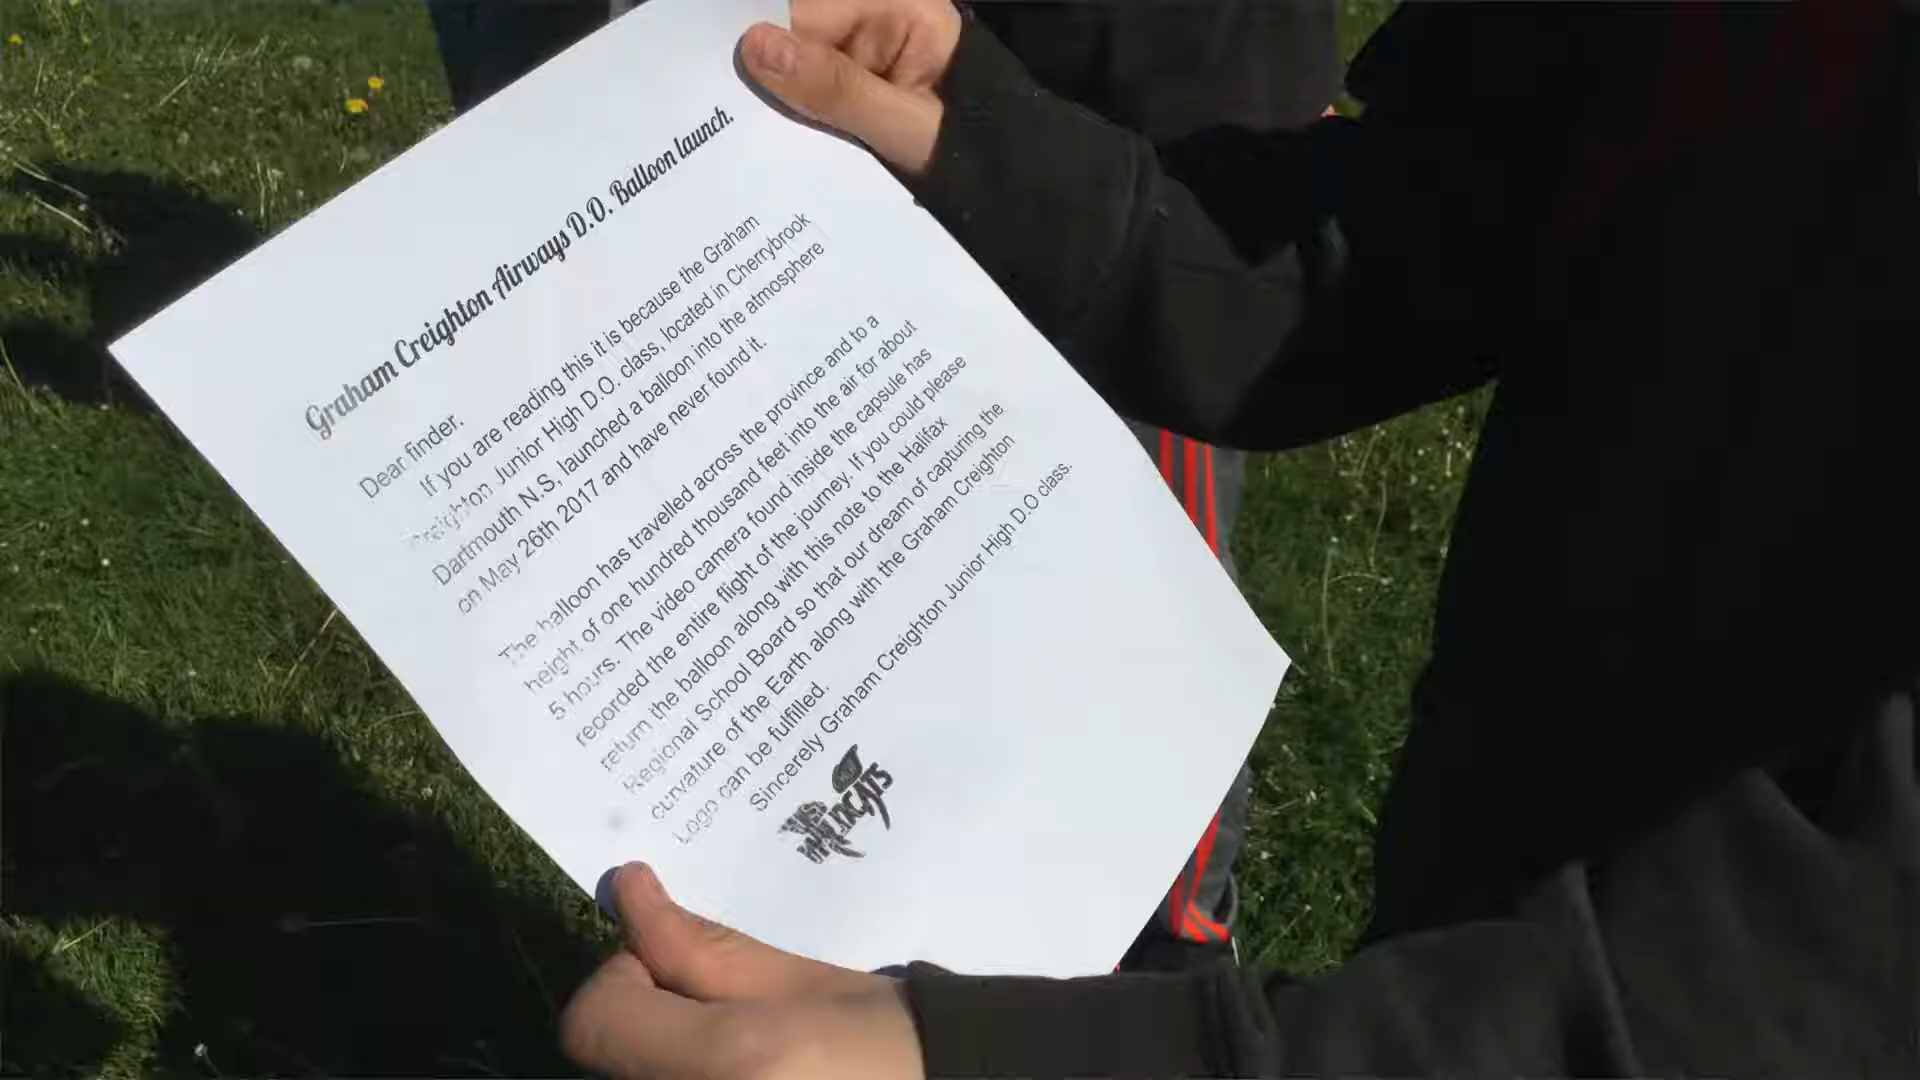 Graham Creighton Airways D.O. Balloon launch.
Dear finder.
If you are reading this it is because the Graham
Creighton Junior High D.O. class, located in Cherrybrook
Dartmouth N.S, launched a balloon into the atmosphere
on May 26th 2017 and have never found it.
The balloon has travelled across the province and to a
height of one hundred thousand feet into the air for about
5 hours. The video camera found inside the capsule has
recorded the entire flight of the journey. If you could please
return the balloon along with this note to the Halifax
Regional School Board so that our dream of capturing the
curvature of the Earth along with the Graham Creighton
Logo can be fulfilled.
Sincerely Graham Creighton Junior High D.O class.
WILDCATS